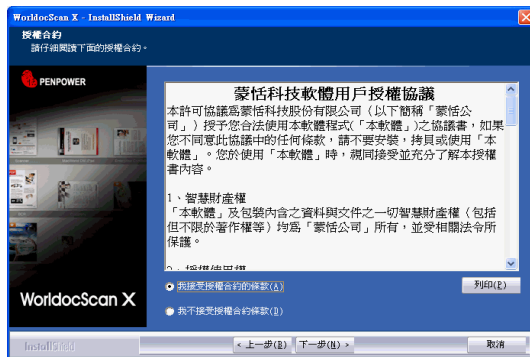 WorldocScan X - InstallShield Wizard
授權合約
請仔細閱讀下面的授權合約。
PENPOWER
蒙恬科技軟體用戶授權協議
本許可協議為蒙恬科技股份有限公司（以下簡稱「蒙恬公
司」）授予您合法使用本軟體程式(「本軟體」)之協議書，如果
您不同意此協議中的任何條款，請不要安裝，拷貝或使用「本
軟體」。您於使用「本軟體」時，視同接受並充分了解本授權
書內容。
1、智慧財產權
「本軟體」及包裝內含之資料與文件之一切智慧財產權（包括
但不限於著作權等）均為「蒙恬公司」所有，並受相關法令所
保護。
2、授權使用權
我接受授權合約的條款(A)
列印(P)
我不接受授權合約條款(D)
WorldocScan X
InstallShield
< 上一步(B)
下一步(N) >
取消